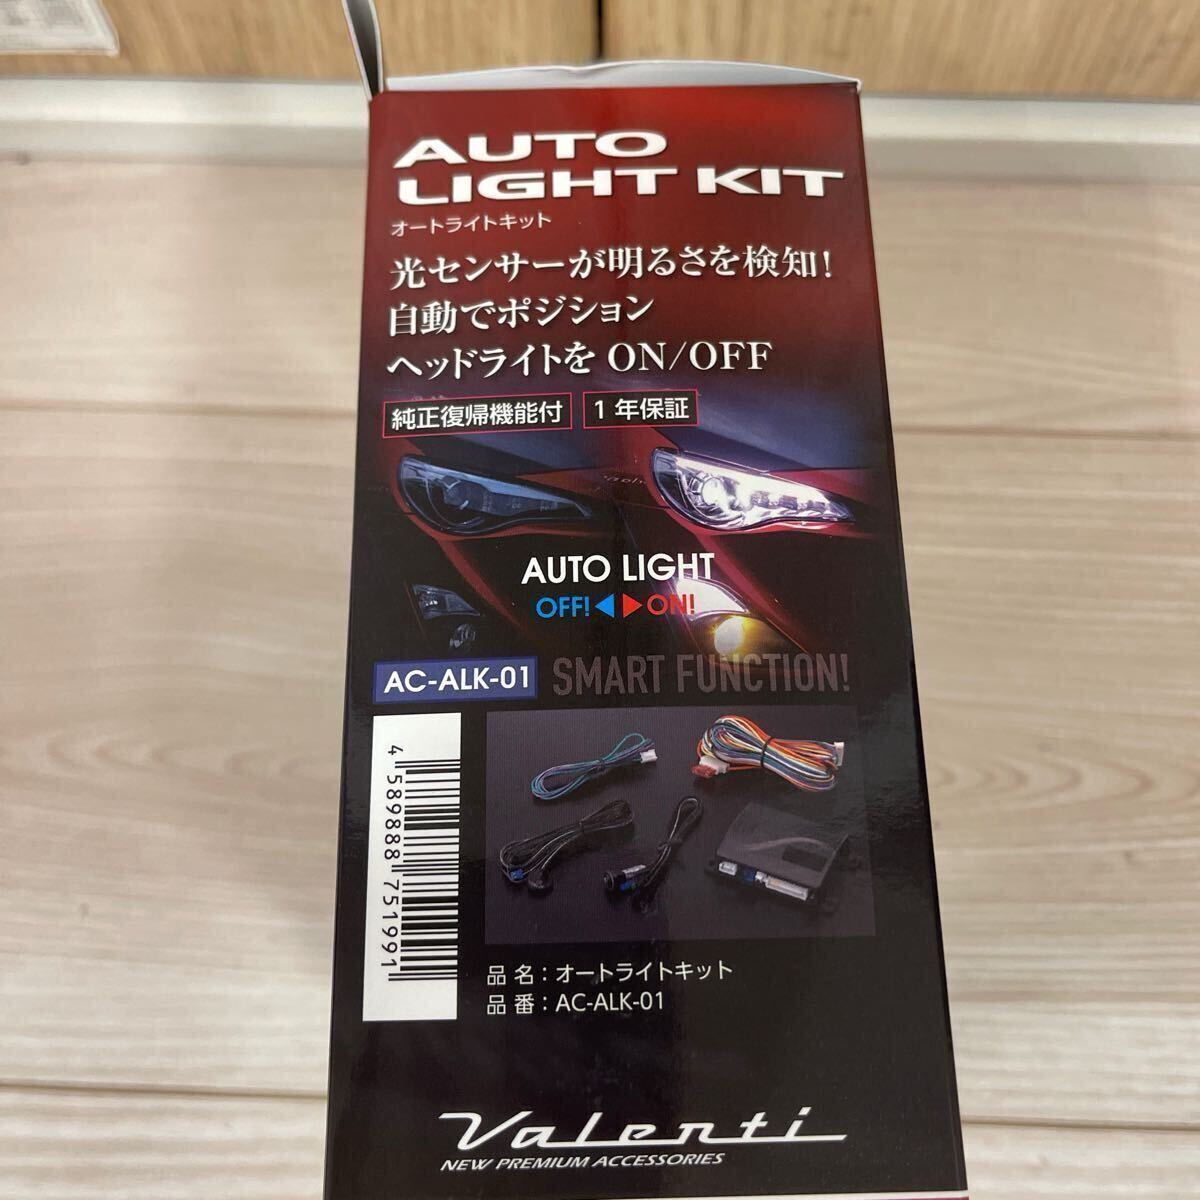 AUTO
LIGHT KIT
オートライトキット
光センサーが明るさを検知!
自動でポジション
ヘッドライトを ON/OFF
純正復帰機能付 1年保証
AUTO LIGHT
OFF!◀▶ON!
AC-ALK-01 SMART FUNCTION!
4 589888 751991
品 名：オートライトキット
品 番：AC-ALK-01
Valenti
NEW PREMIUM ACCESSORIES